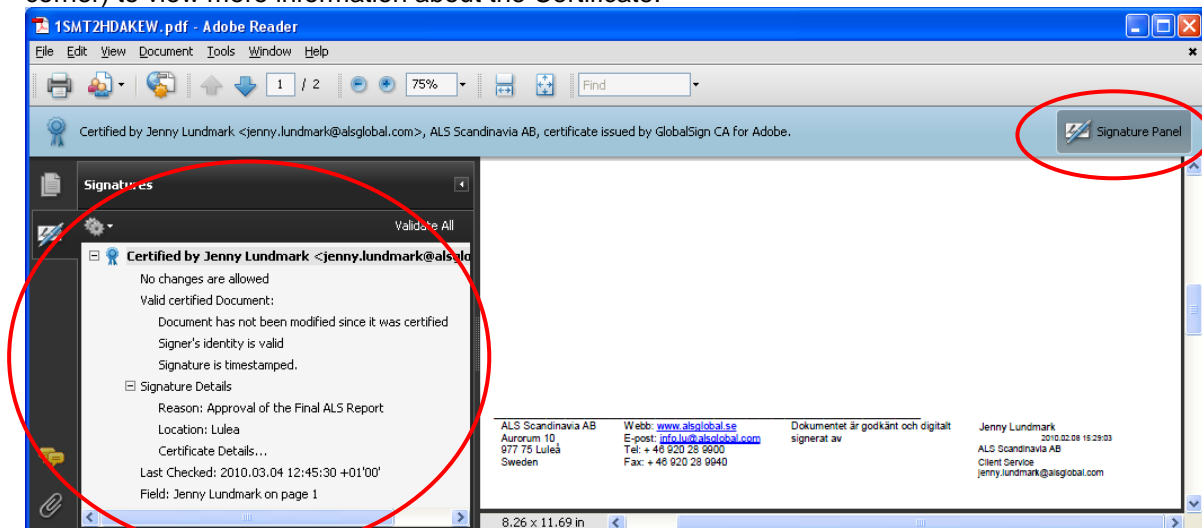 corner) to view more information about the Certificate.
1SMT2HDAKEW.pdf - Adobe Reader
File Edit View Document Tools Window Help
1 / 2 75% Find
Certified by Jenny Lundmark <jenny.lundmark@alsglobal.com>, ALS Scandinavia AB, certificate issued by GlobalSign CA for Adobe.
Signature Panel
Signatures
Validate All
Certified by Jenny Lundmark <jenny.lundmark@alsglo
No changes are allowed
Valid certified Document:
Document has not been modified since it was certified
Signer's identity is valid
Signature is timestamped.
Signature Details
Reason: Approval of the Final ALS Report
Location: Lulea
Certificate Details...
Last Checked: 2010.03.04 12:45:30 +01'00'
Field: Jenny Lundmark on page 1
ALS Scandinavia AB
Aurorum 10
977 75 Luleå
Sweden
Webb: www.alsglobal.se
E-post: info.lu@alsglobal.com
Tel: + 46 920 28 9900
Fax: + 46 920 28 9940
Dokumentet är godkänt och digitalt
signerat av
Jenny Lundmark
2010.02.08 15:29:03
ALS Scandinavia AB
Client Service
jenny.lundmark@alsglobal.com
8.26 x 11.69 in